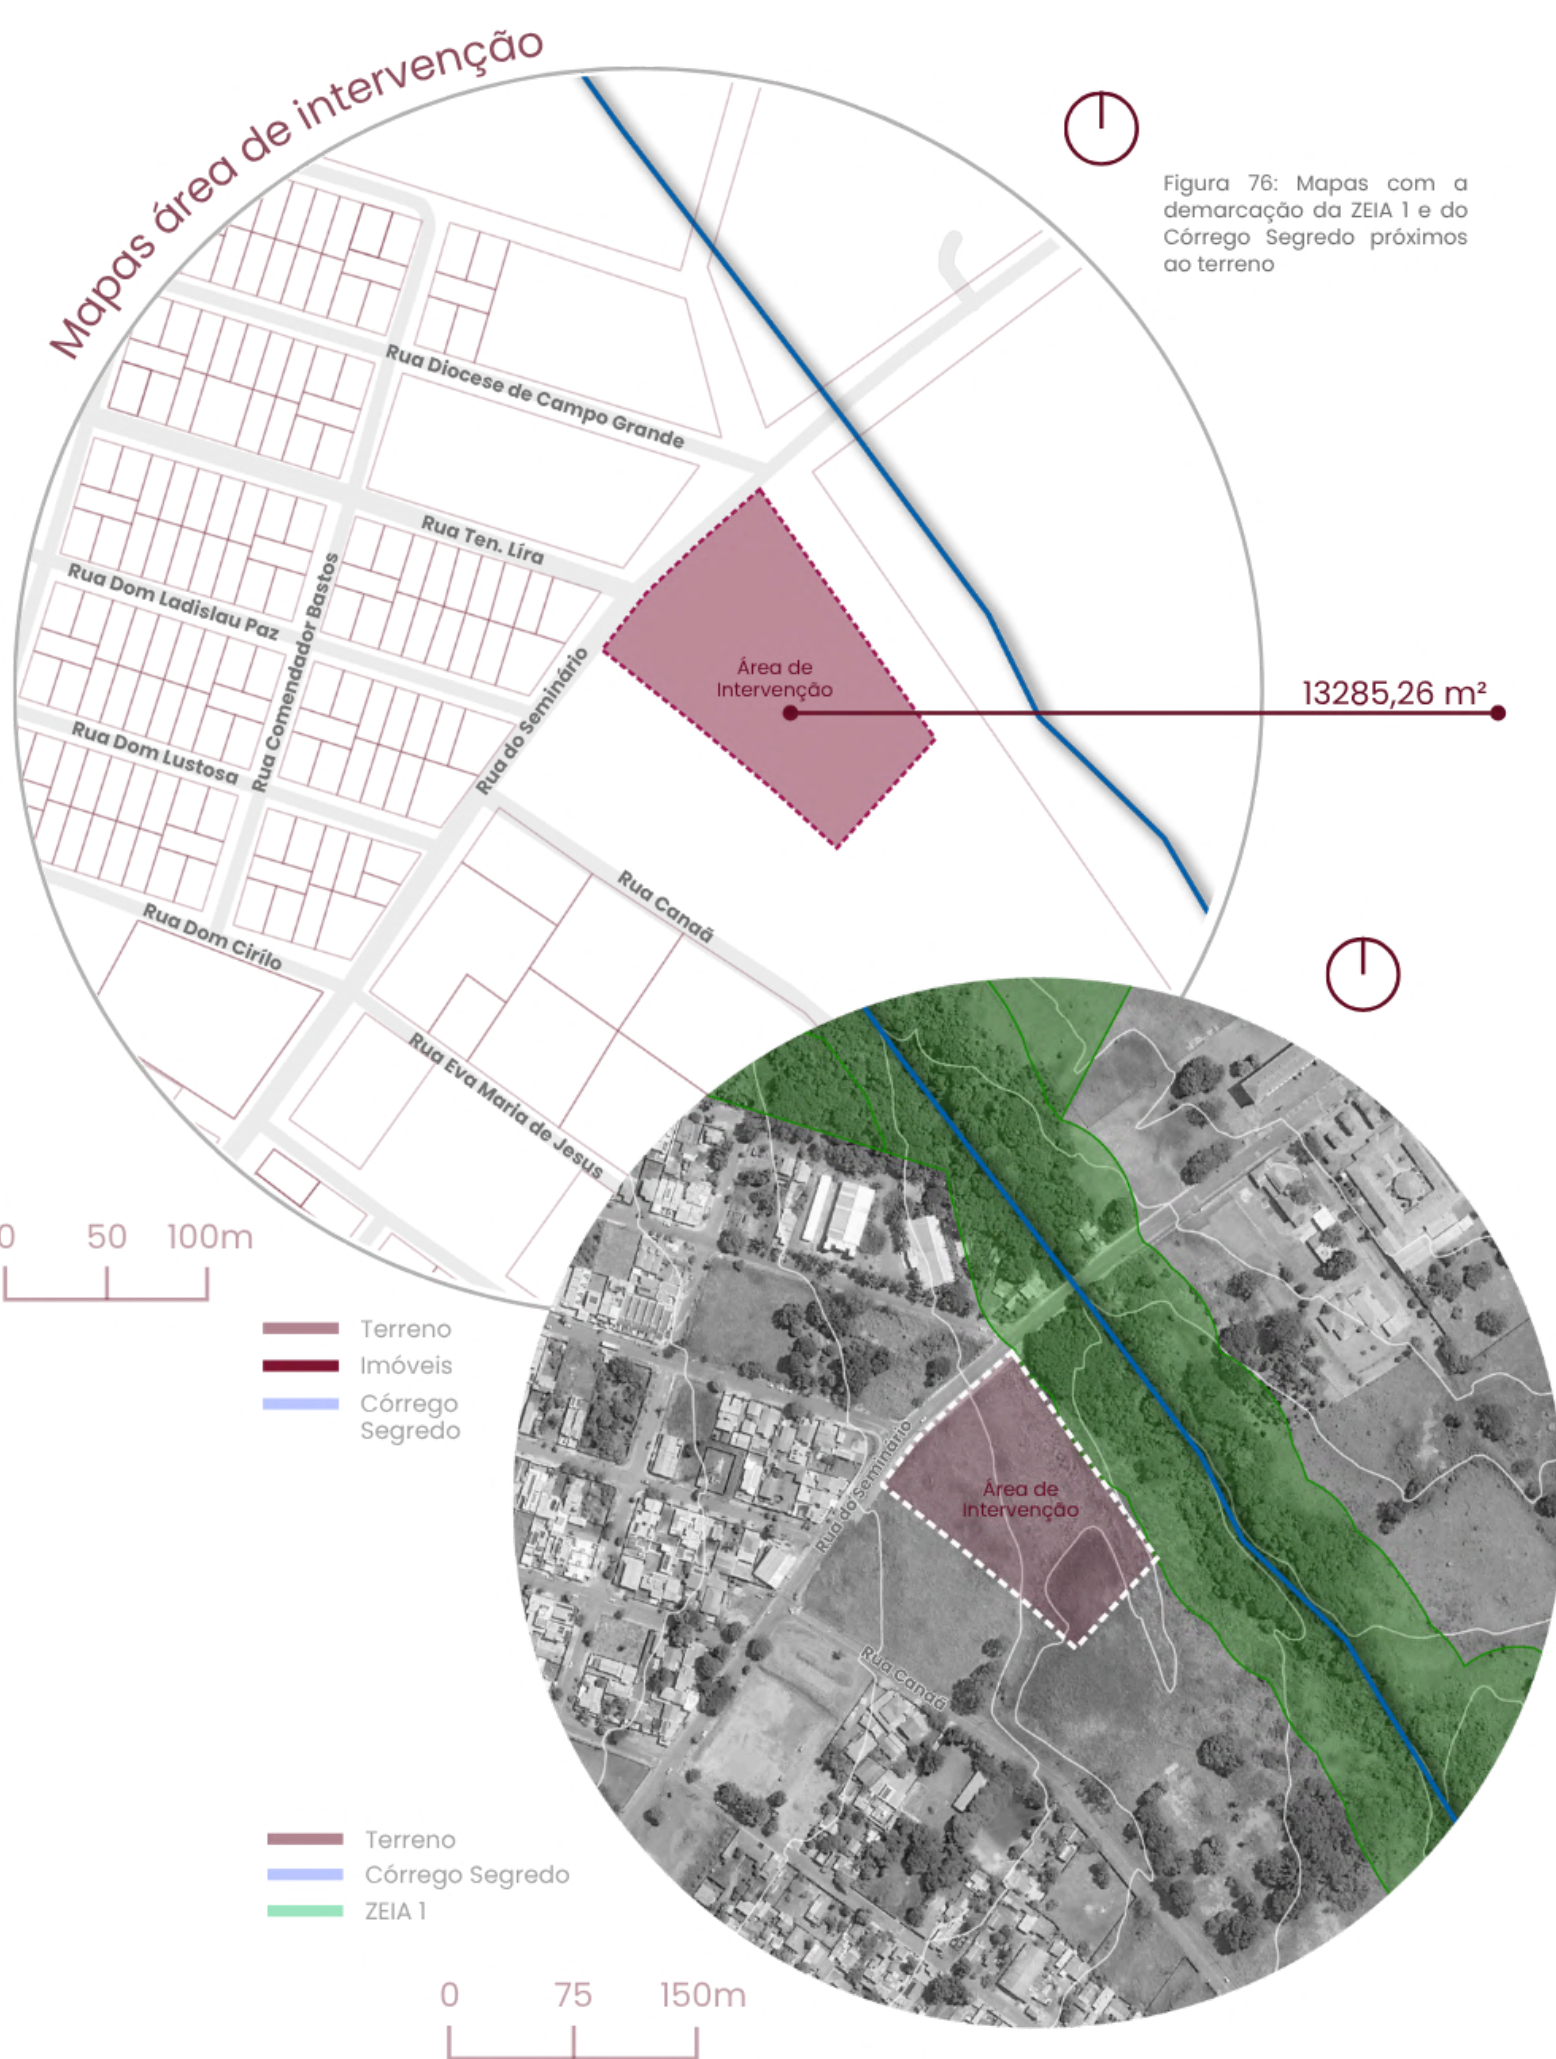 Mapas área de intervenção
Figura 76: Mapas com a
demarcação da ZEIA 1 e do
Córrego Segredo próximos
ao terreno
Rua Diocese de Campo Grande
Rua Ten. Líra
Rua Dom Ladislau Paz
Rua Comendador Bastos
Rua do Seminário
Área de
Intervenção
13285,26 m²
Rua Dom Lustosa
Rua Canaã
Rua Dom Cirílo
Rua Eva Maria de Jesus
0 50 100m
Terreno
Imóveis
Córrego
Segredo
Rua do Seminário
Área de
Intervenção
Rua Canaã
Terreno
Córrego Segredo
ZEIA 1
0 75 150m